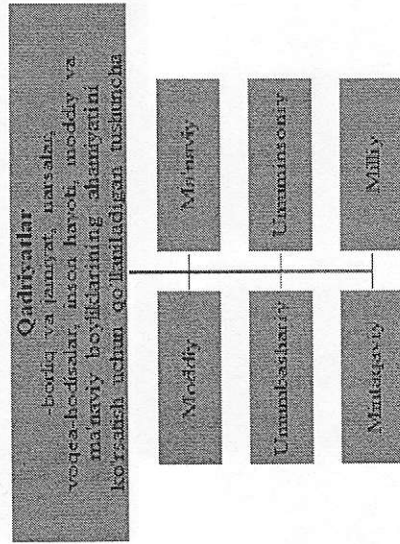 Qadriyatlar
-borliq va jamiyat, narsalar,
voqea-hodisalar, inson hayoti, moddiy va
ma'naviy boyliklarining ahamiyatini
ko'rsatish uchun qo'llaniladigan tushuncha
Moddiy
Ma'naviy
Umumbashariy
Umuminsoniy
Mintaqaviy
Milliy